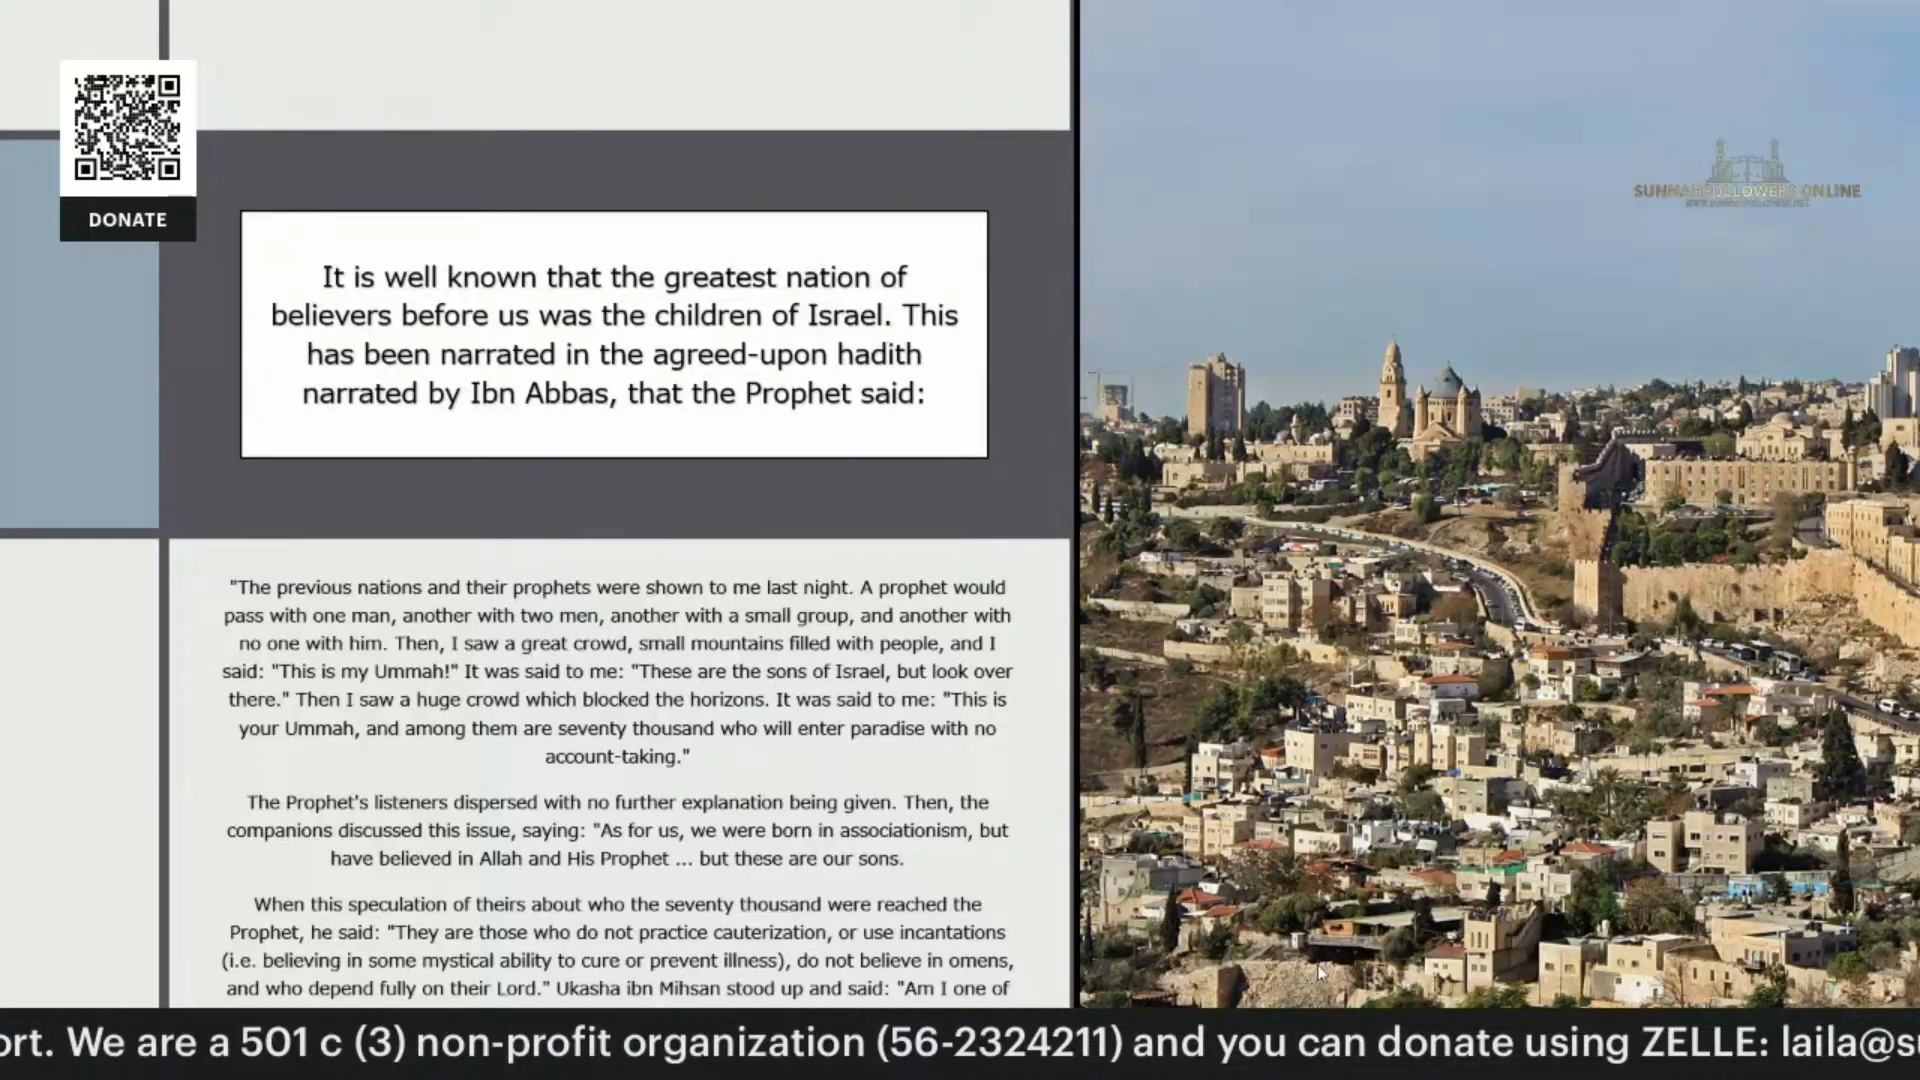 DONATE
It is well known that the greatest nation of
believers before us was the children of Israel. This
has been narrated in the agreed-upon hadith
narrated by Ibn Abbas, that the Prophet said:
"The previous nations and their prophets were shown to me last night. A prophet would
pass with one man, another with two men, another with a small group, and another with
no one with him. Then, I saw a great crowd, small mountains filled with people, and I
said: "This is my Ummah!" It was said to me: "These are the sons of Israel, but look over
there." Then I saw a huge crowd which blocked the horizons. It was said to me: "This is
your Ummah, and among them are seventy thousand who will enter paradise with no
account-taking."
The Prophet's listeners dispersed with no further explanation being given. Then, the
companions discussed this issue, saying: "As for us, we were born in associationism, but
have believed in Allah and His Prophet ... but these are our sons.
When this speculation of theirs about who the seventy thousand were reached the
Prophet, he said: "They are those who do not practice cauterization, or use incantations
(i.e. believing in some mystical ability to cure or prevent illness), do not believe in omens,
and who depend fully on their Lord." Ukasha ibn Mihsan stood up and said: "Am I one of
SUNNAHFOLLOWERS ONLINE
ort. We are a 501 c (3) non-profit organization (56-2324211) and you can donate using ZELLE: laila@su